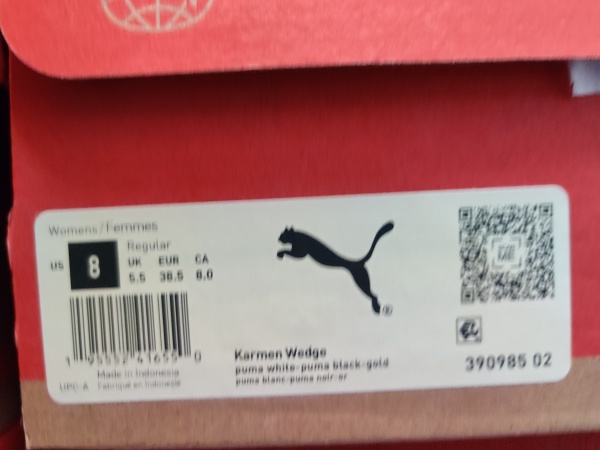 Womens/Femmes
Regular
US 8 UK EUR CA
5.5 38.5 8.0
Made in Indonesia
UPC-A Fabriqué en Indonésie
®
Karmen Wedge
puma white-puma black-gold
puma blanc-puma noir-or
390985 02